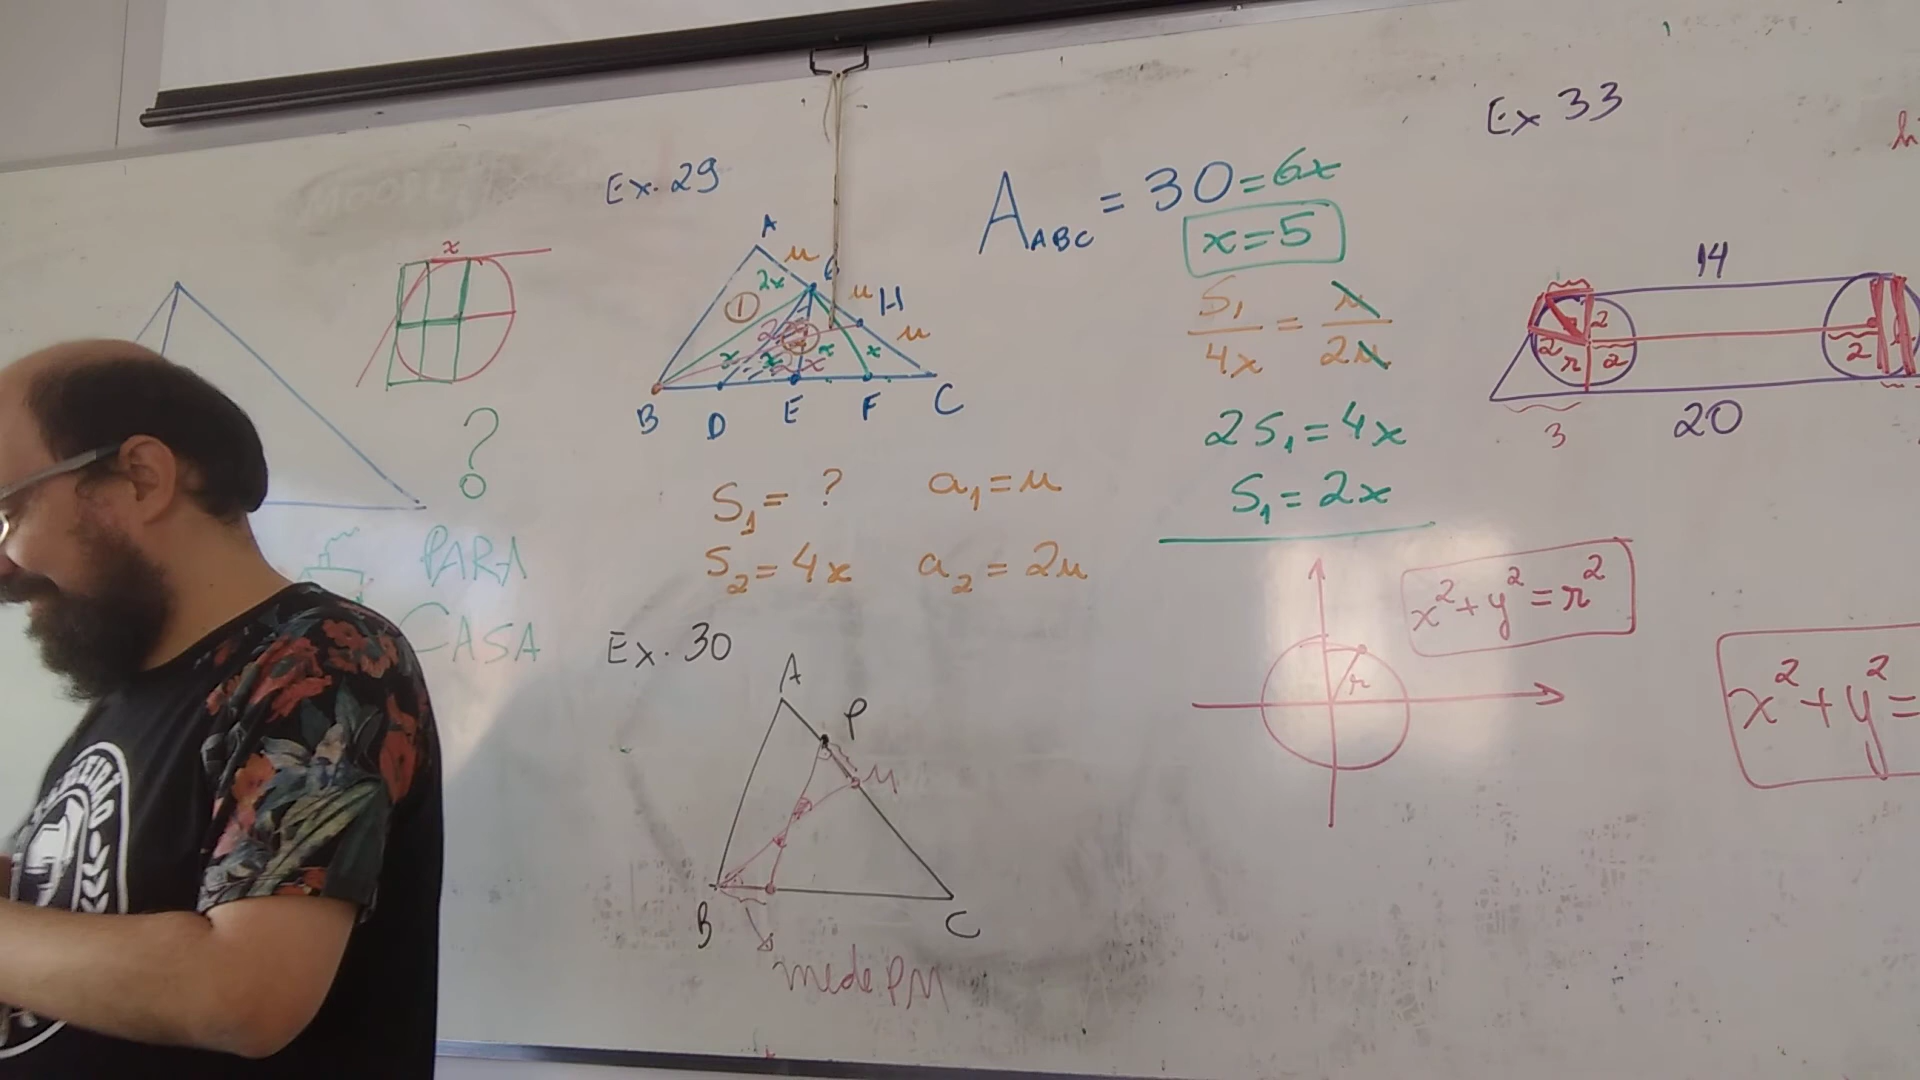 x
?
PARA
CASA
Ex. 29
A
u
2x
1
G
u
H
u
x
x
x
x
B
D
E
F
C
S₁ = ?
a₁ = u
S₂ = 4x
a₂ = 2u
A_ABC = 30 = 6x
x = 5
S₁/4x = u/2u
2S₁ = 4x
S₁ = 2x
Ex. 30
A
P
M
B
C
mede PM
x² + y² = r²
r
Ex 33
h
14
2
2
r
2
2
3
20
x² + y² =